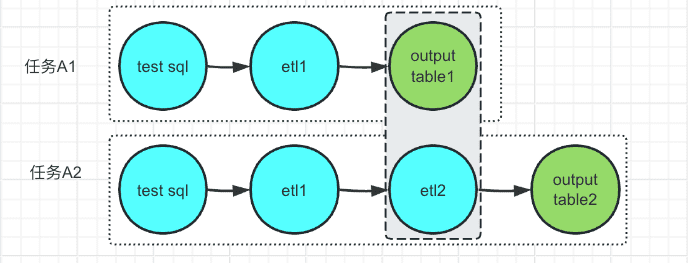 任务A1
test sql
etl1
output
table1
任务A2
test sql
etl1
etl2
output
table2